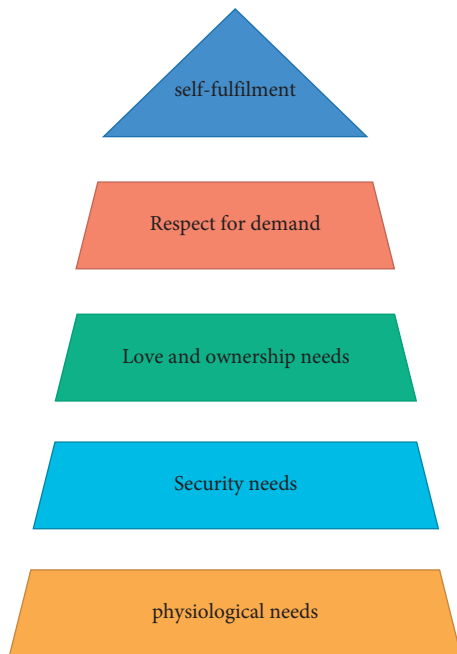 self-fulfilment
Respect for demand
Love and ownership needs
Security needs
physiological needs